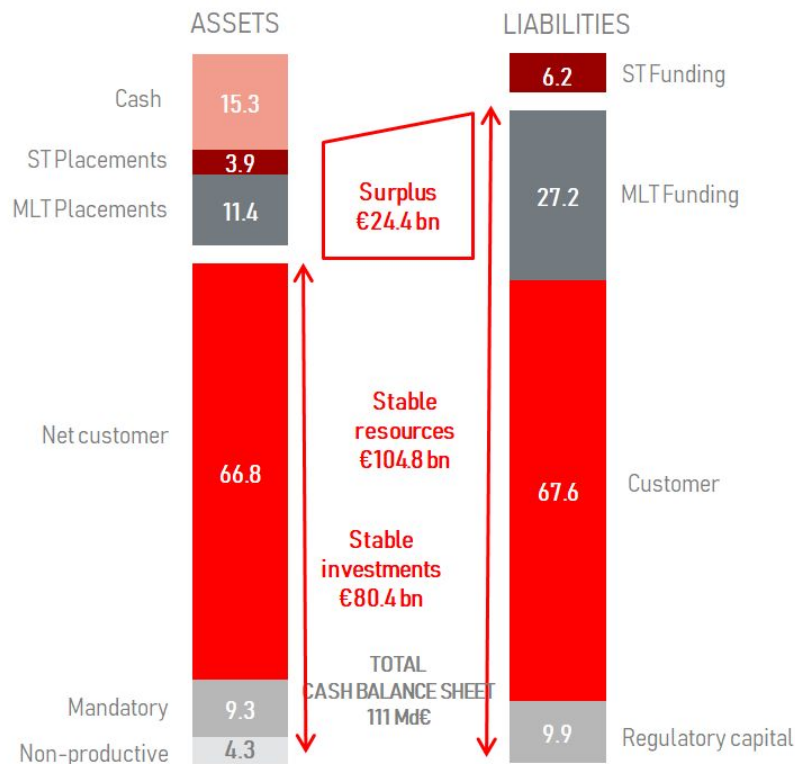 ASSETS
LIABILITIES
Cash
15.3
ST Placements
3.9
MLT Placements
11.4
Net customer
66.8
Mandatory
9.3
Non-productive
4.3
Surplus
€24.4 bn
Stable
resources
€104.8 bn
Stable
investments
€80.4 bn
TOTAL
CASH BALANCE SHEET
111 Md€
6.2
ST Funding
27.2
MLT Funding
67.6
Customer
9.9
Regulatory capital